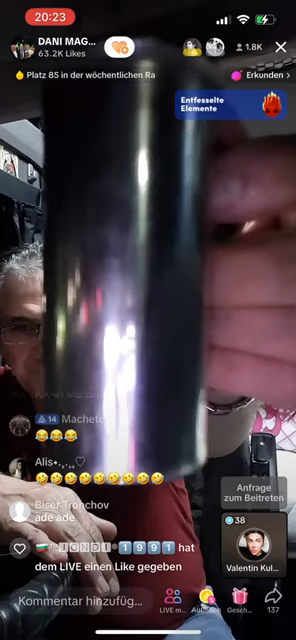 20:23
DANI MAG...
63.2K Likes
1.8K
Platz 85 in der wöchentlichen Ra
Erkunden >
Entfesselte
Elemente
14 Machete
😂😂😂
Alis•.¸.,¸♡
🤣🤣🤣🤣🤣🤣🤣🤣🤣
Biser Tronchov
ade ade
🇧🇬 JONDI 1991 hat
dem LIVE einen Like gegeben
Anfrage
zum Beitreten
38
Valentin Kul...
Kommentar hinzufüg...
LIVE m...
Aufladen
Gesch...
137